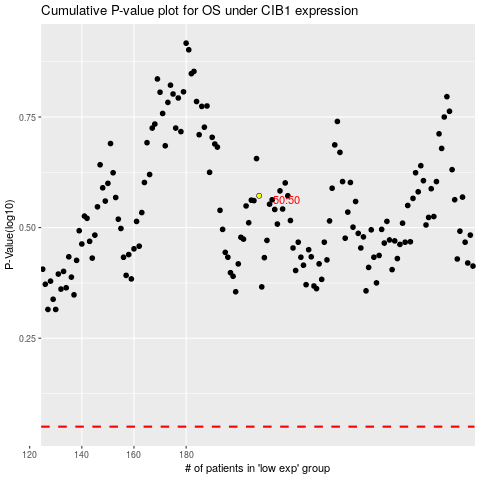 Cumulative P-value plot for OS under CIB1 expression
P-Value(log10)
0.75
0.50
0.25
50:50
120 140 160 180
# of patients in 'low exp' group